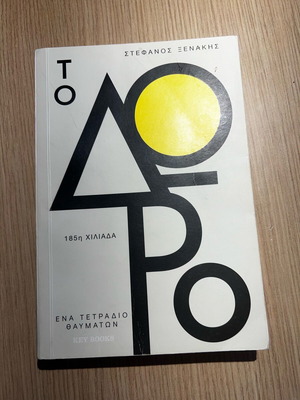 ΣΤΕΦΑΝΟΣ ΞΕΝΑΚΗΣ
ΤΟ
ΔΩΡΟ
185η ΧΙΛΙΑΔΑ
ΕΝΑ ΤΕΤΡΑΔΙΟ
ΘΑΥΜΑΤΩΝ
KEY BOOKS